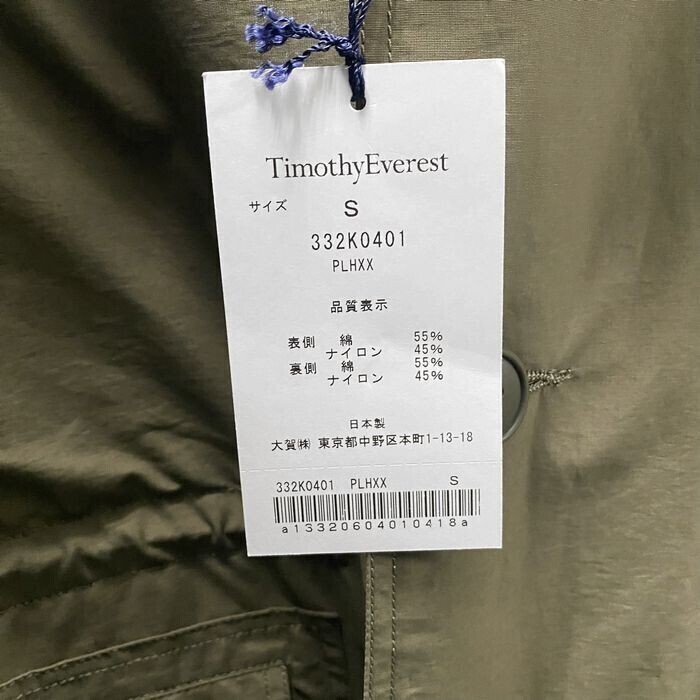 TimothyEverest
サイズ S
332K0401
PLHXX
品質表示
表側 綿 55%
ナイロン 45%
裏側 綿 55%
ナイロン 45%
日本製
大賀㈱ 東京都中野区本町1-13-18
332K0401 PLHXX S
a13320604010418a